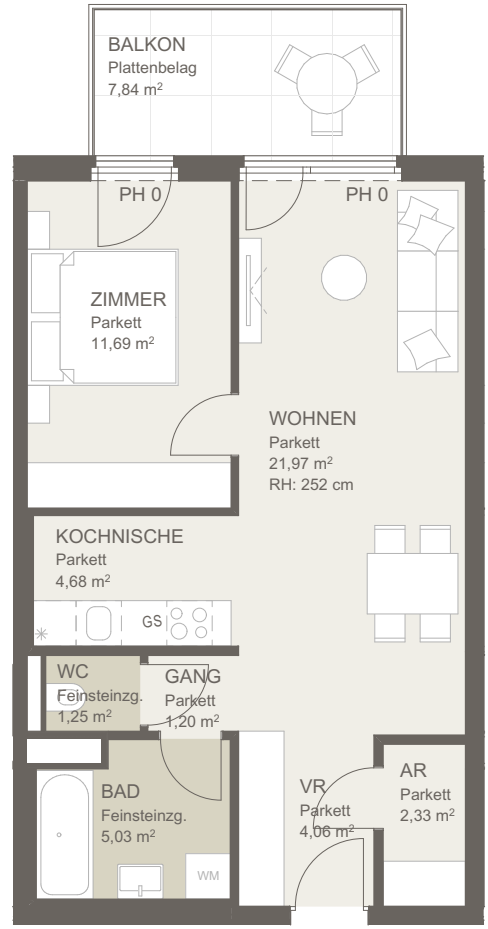 BALKON
Plattenbelag
7,84 m²
PH 0
PH 0
ZIMMER
Parkett
11,69 m²
WOHNEN
Parkett
21,97 m²
RH: 252 cm
KOCHNISCHE
Parkett
4,68 m²
GS
WC
Feinsteinzg.
1,25 m²
GANG
Parkett
1,20 m²
BAD
Feinsteinzg.
5,03 m²
WM
VR
Parkett
4,06 m²
AR
Parkett
2,33 m²